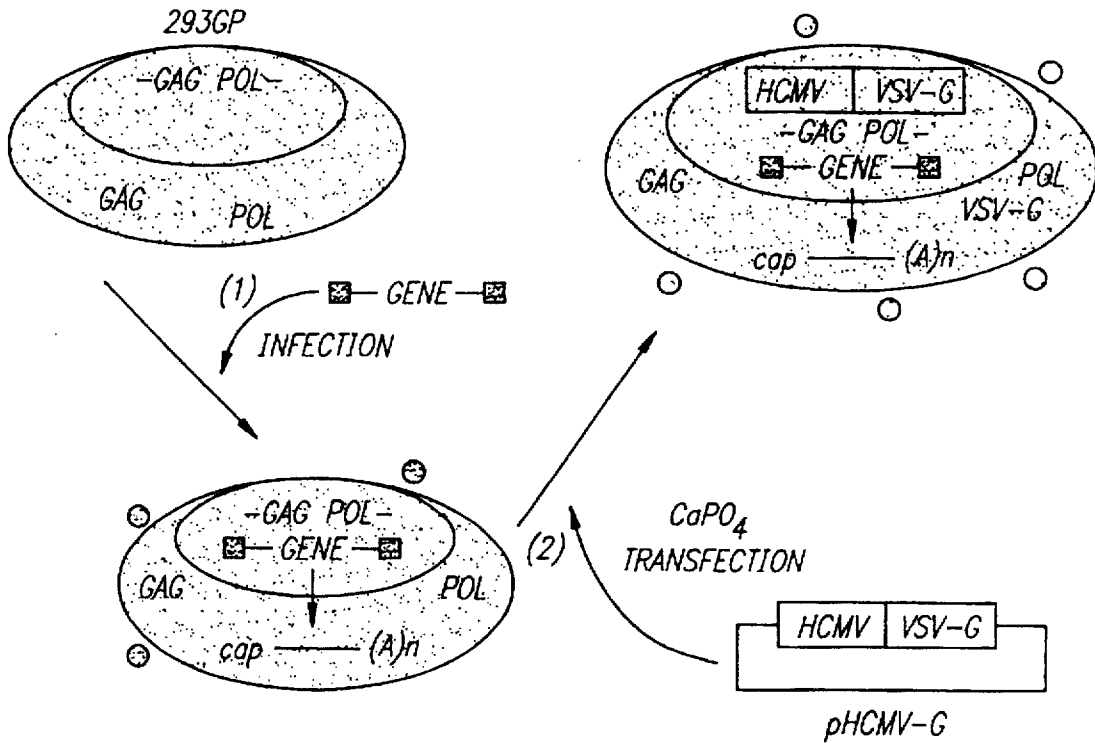 293GP
-GAG POL-
GAG
POL
(1)
GENE
INFECTION
-GAG POL-
GENE
GAG
POL
cap
(A)n
(2)
CaPO4
TRANSFECTION
HCMV
VSV-G
pHCMV-G
HCMV
VSV-G
-GAG POL-
GENE
GAG
POL
VSV-G
cap
(A)n